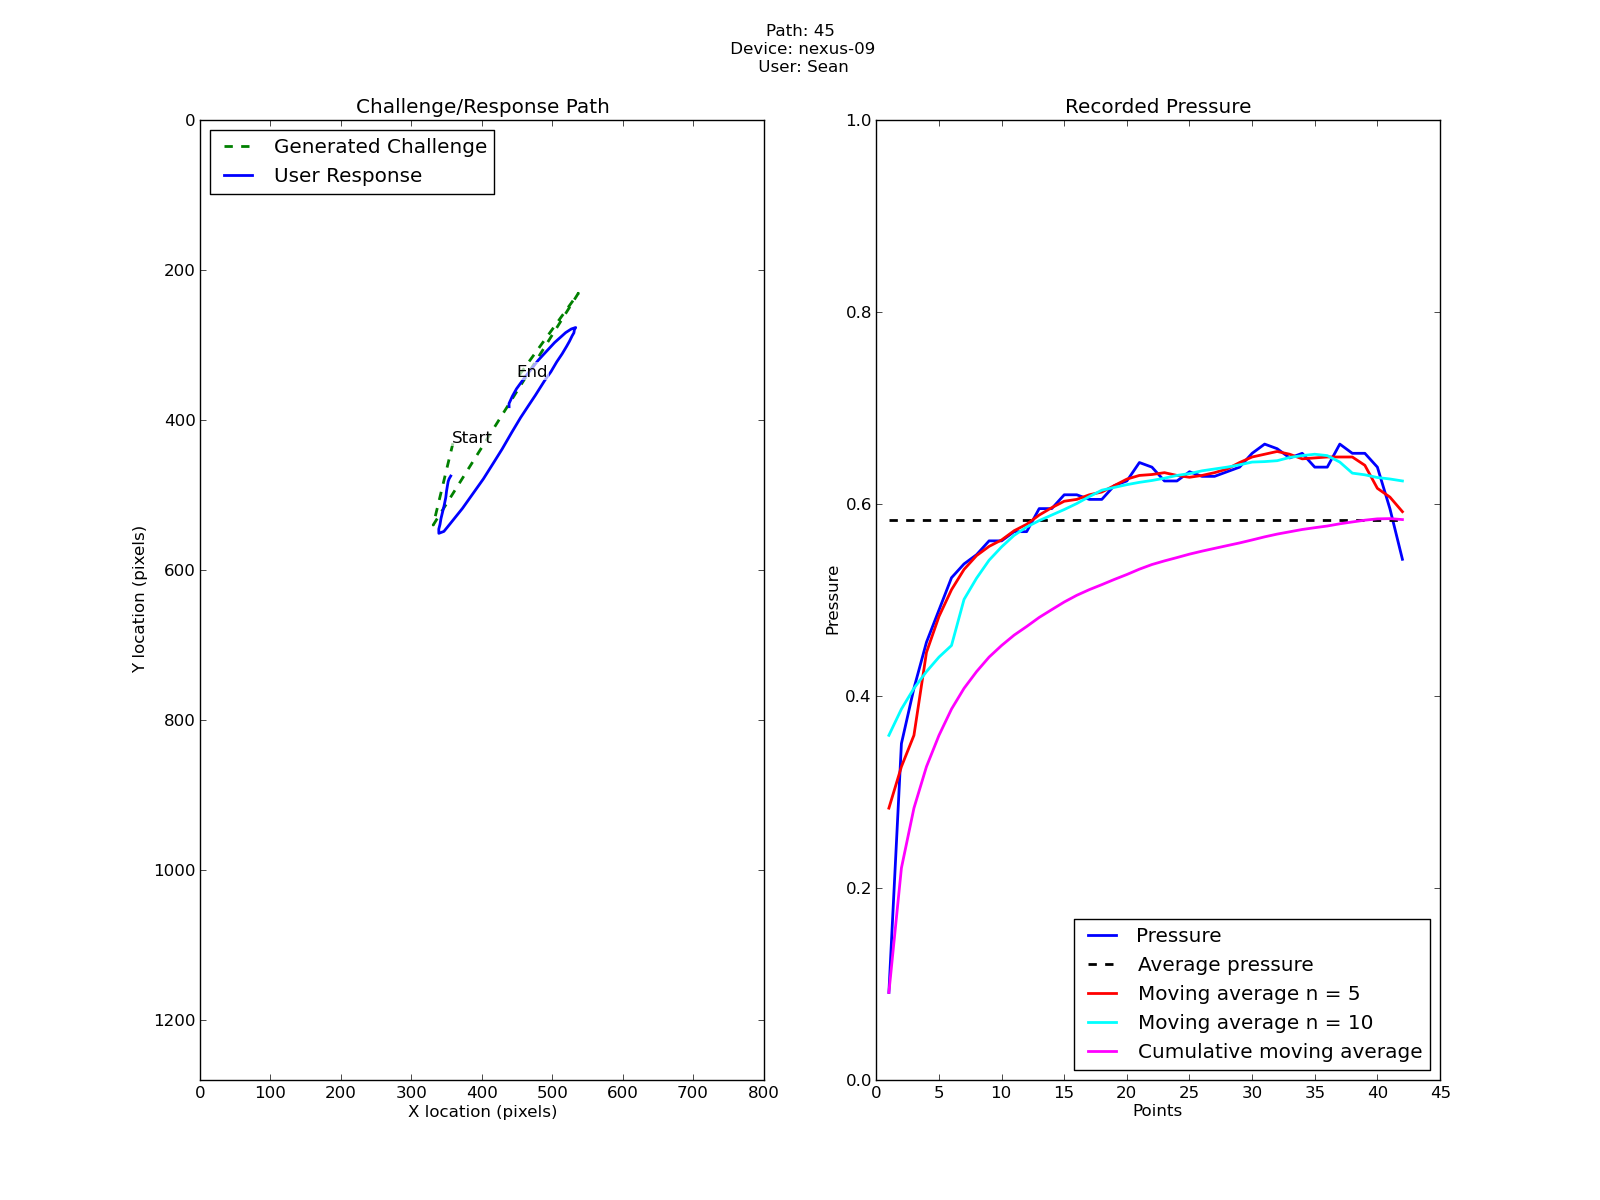 Path: 45
Device: nexus-09
User: Sean
Challenge/Response Path
0
200
400
600
800
1000
1200
Y location (pixels)
Generated Challenge
User Response
End
Start
0 100 200 300 400 500 600 700 800
X location (pixels)
Recorded Pressure
1.0
0.8
0.6
0.4
0.2
0.0
Pressure
Pressure
Average pressure
Moving average n = 5
Moving average n = 10
Cumulative moving average
0 5 10 15 20 25 30 35 40 45
Points